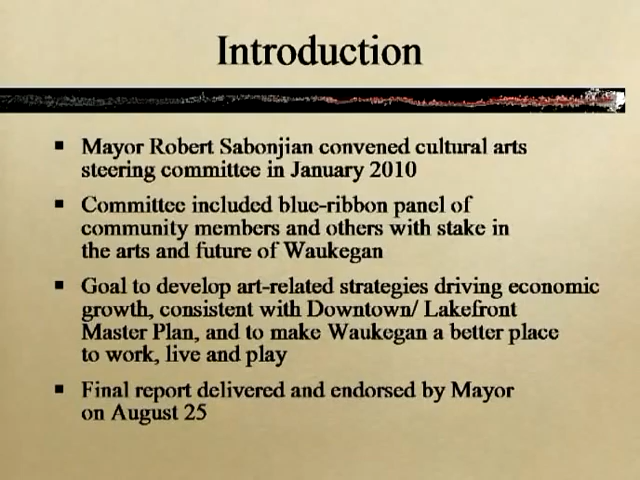 Introduction
Mayor Robert Sabonjian convened cultural arts
steering committee in January 2010
Committee included blue-ribbon panel of
community members and others with stake in
the arts and future of Waukegan
Goal to develop art-related strategies driving economic
growth, consistent with Downtown/ Lakefront
Master Plan, and to make Waukegan a better place
to work, live and play
Final report delivered and endorsed by Mayor
on August 25